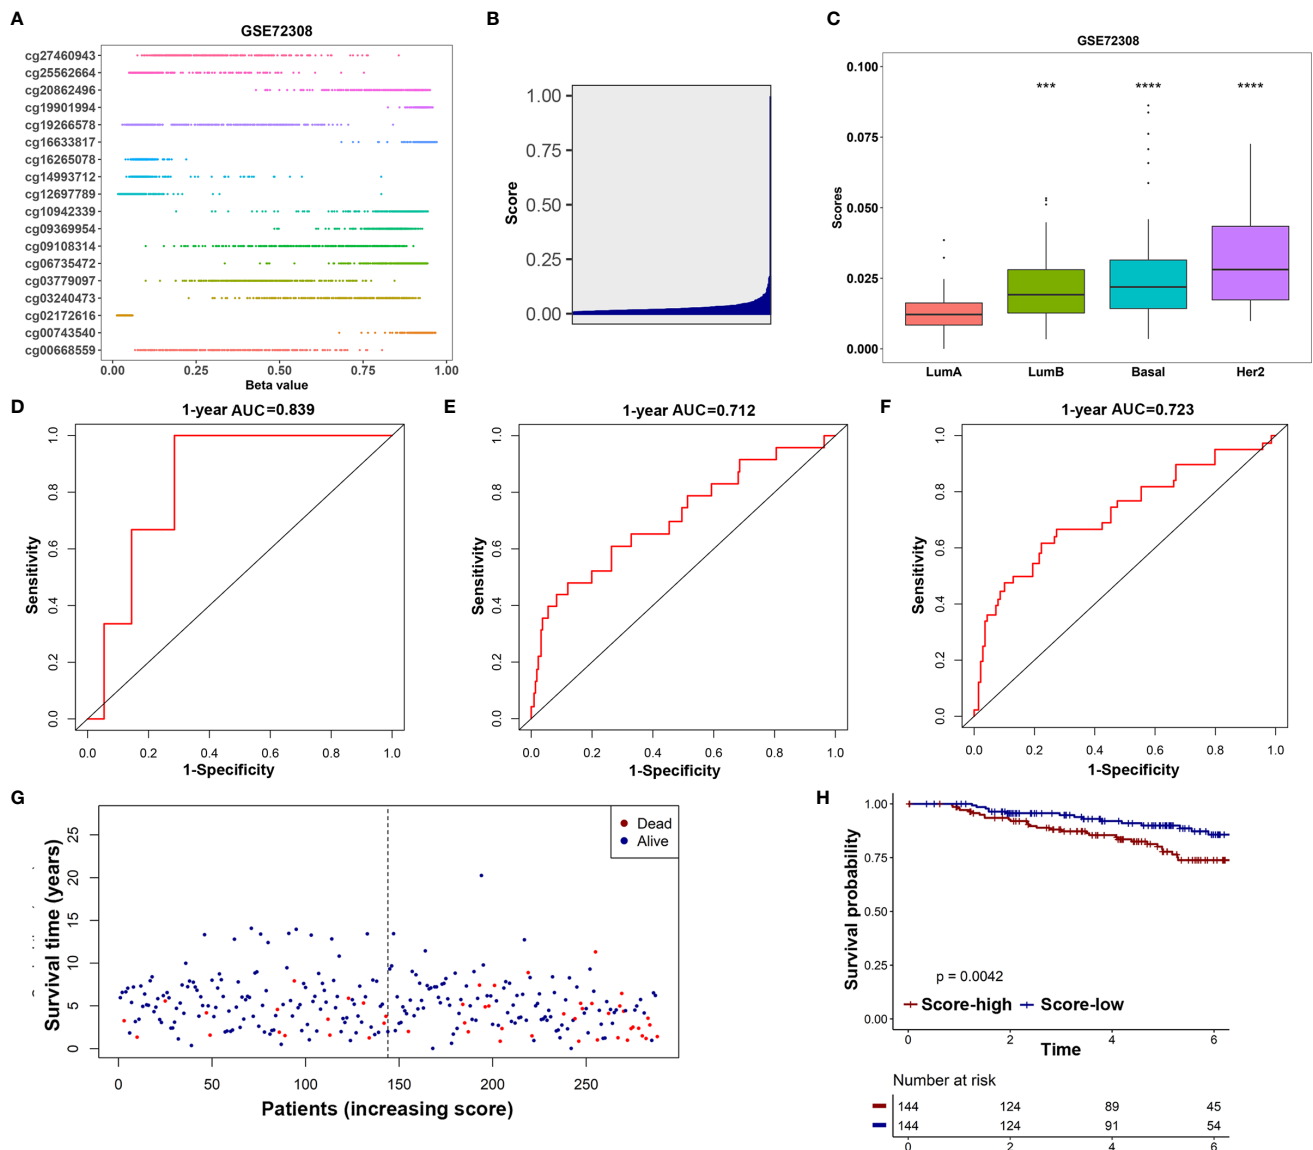 A
GSE72308
cg27460943
cg25562664
cg20862496
cg19901994
cg19266578
cg16633817
cg16265078
cg14993712
cg12697789
cg10942339
cg09369954
cg09108314
cg06735472
cg03779097
cg03240473
cg02172616
cg00743540
cg00668559
0.00 0.25 0.50 0.75 1.00
Beta value
B
Score
1.00
0.75
0.50
0.25
0.00
C
GSE72308
Scores
0.100
0.075
0.050
0.025
0.000
*** **** ****
LumA LumB Basal Her2
D
1-year AUC=0.839
Sensitivity
1.0
0.8
0.6
0.4
0.2
0.0
0.0 0.2 0.4 0.6 0.8 1.0
1-Specificity
E
1-year AUC=0.712
Sensitivity
1.0
0.8
0.6
0.4
0.2
0.0
0.0 0.2 0.4 0.6 0.8 1.0
1-Specificity
F
1-year AUC=0.723
Sensitivity
1.0
0.8
0.6
0.4
0.2
0.0
0.0 0.2 0.4 0.6 0.8 1.0
1-Specificity
G
Survival time (years)
25
20
15
10
5
0
Dead
Alive
0 50 100 150 200 250
Patients (increasing score)
H
Survival probability
1.00
0.75
0.50
0.25
0.00
p = 0.0042
Score-high Score-low
0 2 4 6
Time
Number at risk
144 124 89 45
144 124 91 54
0 2 4 6